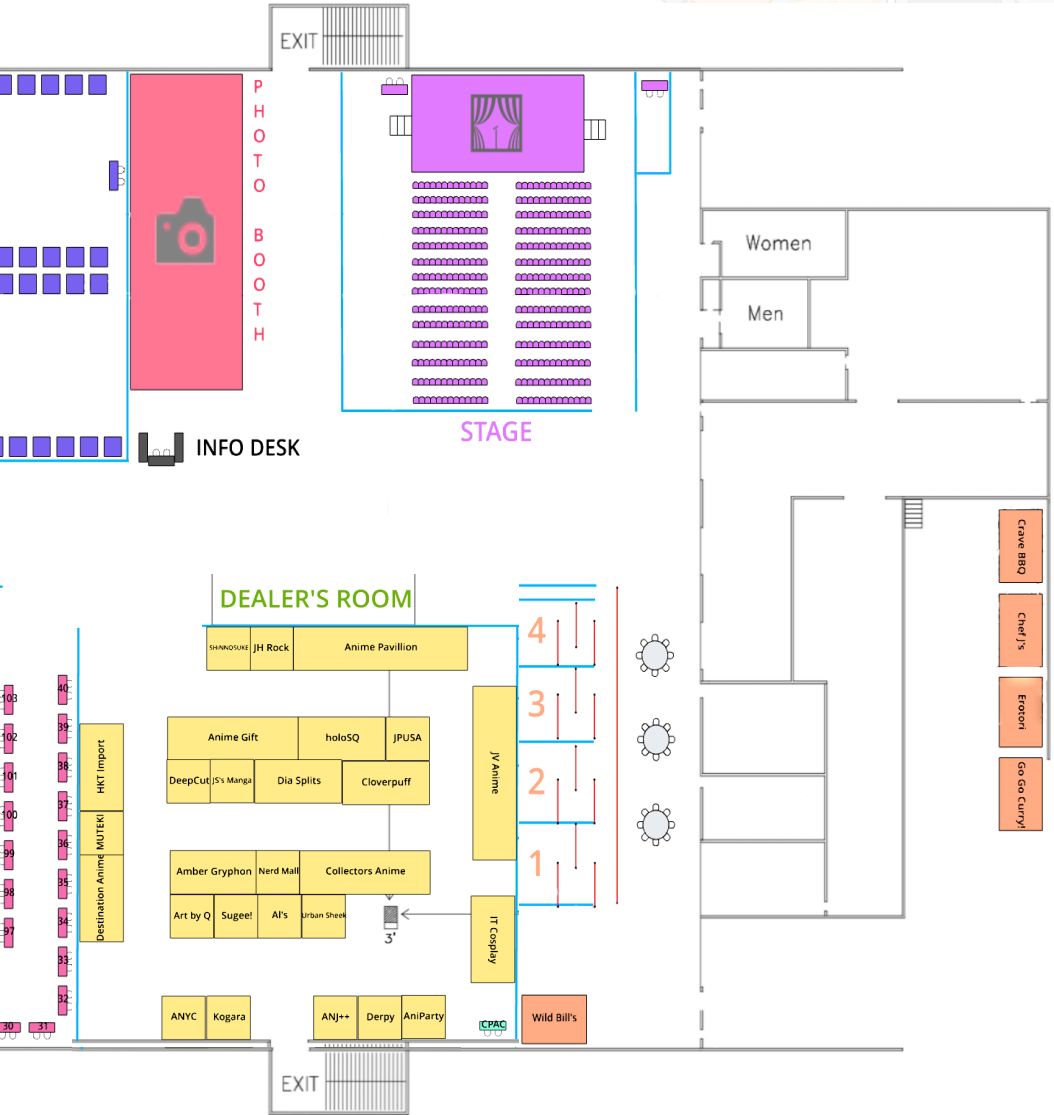 EXIT
PHOTO BOOTH
1
Women
Men
STAGE
INFO DESK
Crave BBQ
Chef J's
Erotori
Go Go Curry!
DEALER'S ROOM
SHiNNOSUKE
JH Rock
Anime Pavillion
4
3
2
1
103
102
101
100
99
98
97
40
39
38
37
36
35
34
33
32
30
31
HKT Import
MUTEKI
Destination Anime
Anime Gift
holoSQ
JPUSA
DeepCut
JS's Manga
Dia Splits
Cloverpuff
JV Anime
Amber Gryphon
Nerd Mall
Collectors Anime
Art by Q
Sugee!
Al's
Urban Sheek
3'
IT Cosplay
ANYC
Kogara
ANJ++
Derpy
AniParty
CPAC
Wild Bill's
EXIT